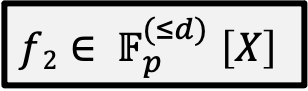 f₂ ∈ 𝔽ₚ^(≤d) [X]